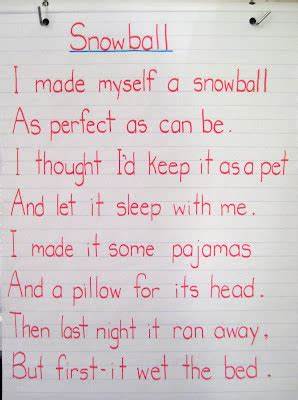 Snowball
I made myself a snowball
As perfect as can be.
I thought I'd keep it as a pet
And let it sleep with me.
I made it some pajamas
And a pillow for its head.
Then last night it ran away,
But first-it wet the bed.